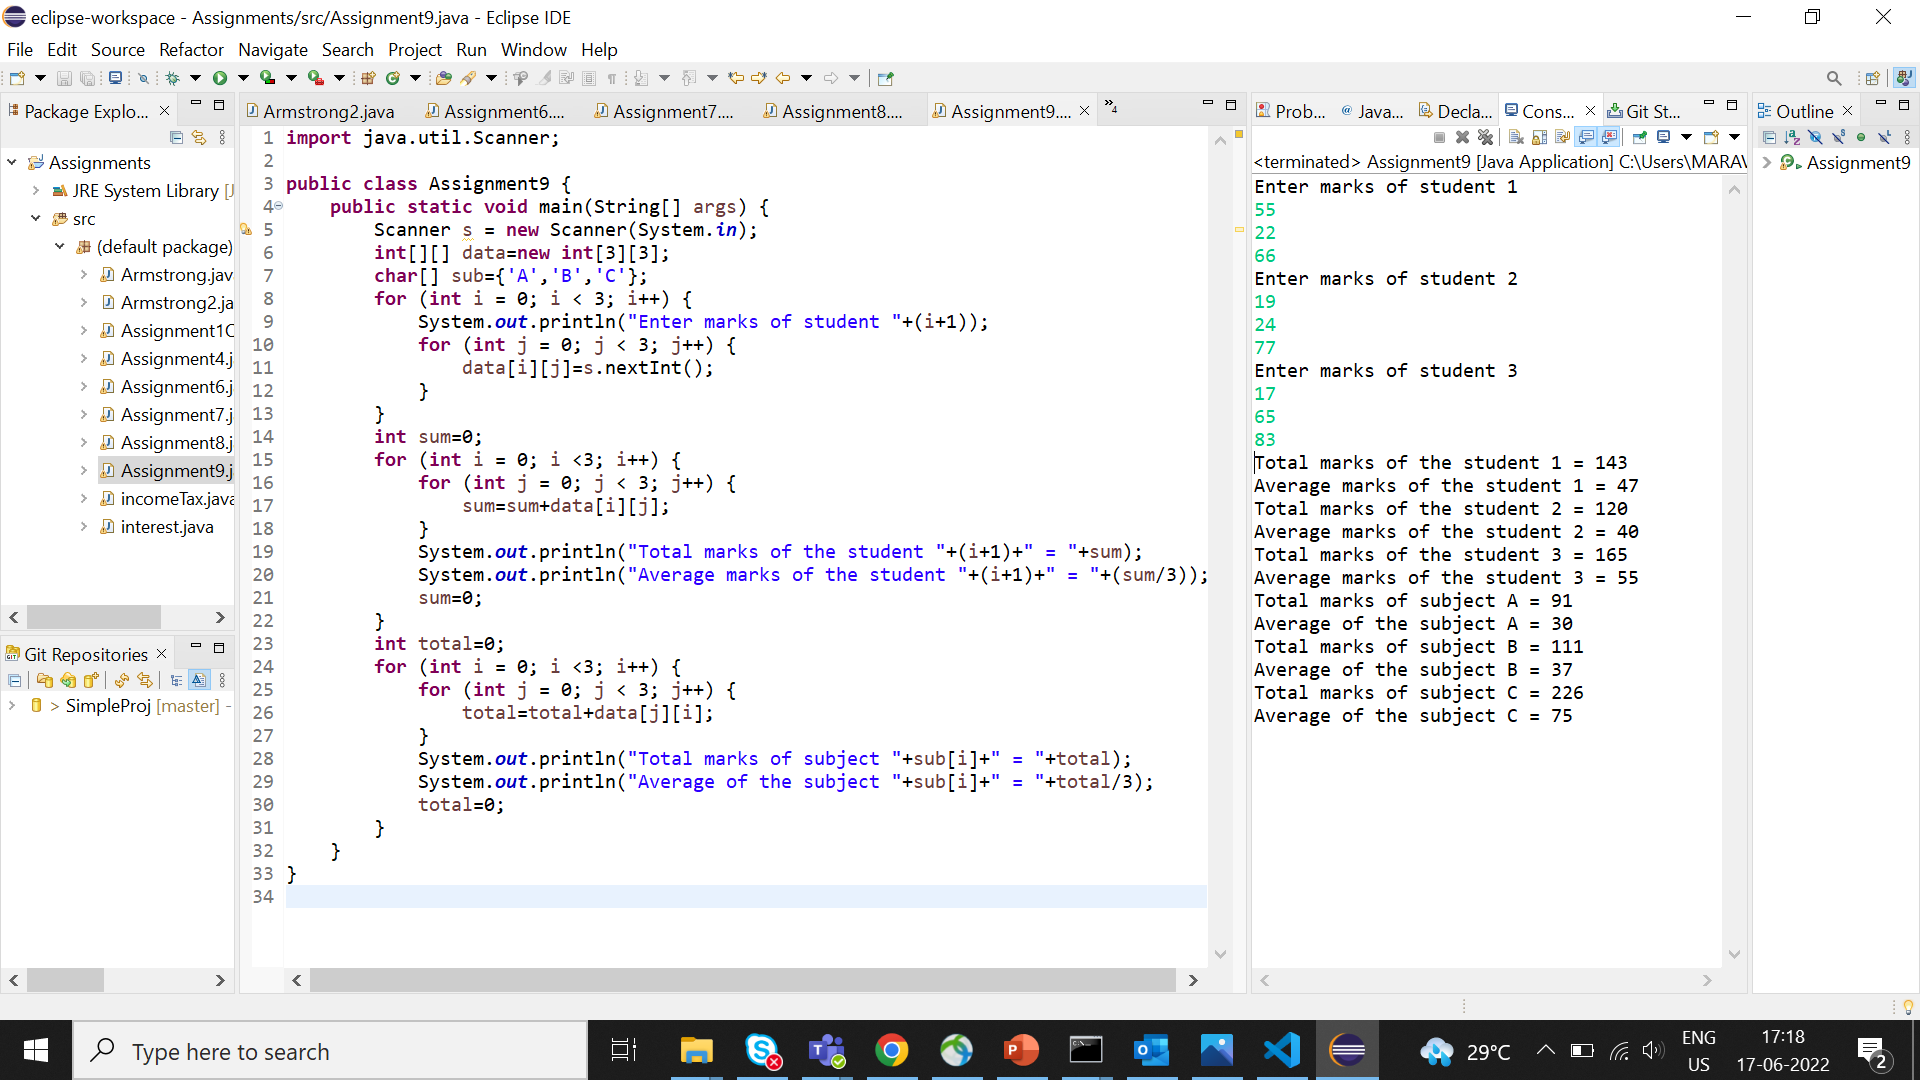 eclipse-workspace - Assignments/src/Assignment9.java - Eclipse IDE
File Edit Source Refactor Navigate Search Project Run Window Help
Package Explo...
Armstrong2.java Assignment6.... Assignment7.... Assignment8.... Assignment9.... »4
Prob... Java... Decla... Cons... Git St...
Outline
Assignments
JRE System Library [J
src
(default package)
Armstrong.jav
Armstrong2.ja
Assignment1C
Assignment4.j
Assignment6.j
Assignment7.j
Assignment8.j
Assignment9.j
incomeTax.java
interest.java
Git Repositories
> SimpleProj [master] -
1 import java.util.Scanner;
2
3 public class Assignment9 {
4     public static void main(String[] args) {
5         Scanner s = new Scanner(System.in);
6         int[][] data=new int[3][3];
7         char[] sub={'A','B','C'};
8         for (int i = 0; i < 3; i++) {
9             System.out.println("Enter marks of student "+(i+1));
10             for (int j = 0; j < 3; j++) {
11                 data[i][j]=s.nextInt();
12             }
13         }
14         int sum=0;
15         for (int i = 0; i <3; i++) {
16             for (int j = 0; j < 3; j++) {
17                 sum=sum+data[i][j];
18             }
19             System.out.println("Total marks of the student "+(i+1)+" = "+sum);
20             System.out.println("Average marks of the student "+(i+1)+" = "+(sum/3));
21             sum=0;
22         }
23         int total=0;
24         for (int i = 0; i <3; i++) {
25             for (int j = 0; j < 3; j++) {
26                 total=total+data[j][i];
27             }
28             System.out.println("Total marks of subject "+sub[i]+" = "+total);
29             System.out.println("Average of the subject "+sub[i]+" = "+total/3);
30             total=0;
31         }
32     }
33 }
34
<terminated> Assignment9 [Java Application] C:\Users\MARAV
Enter marks of student 1
55
22
66
Enter marks of student 2
19
24
77
Enter marks of student 3
17
65
83
Total marks of the student 1 = 143
Average marks of the student 1 = 47
Total marks of the student 2 = 120
Average marks of the student 2 = 40
Total marks of the student 3 = 165
Average marks of the student 3 = 55
Total marks of subject A = 91
Average of the subject A = 30
Total marks of subject B = 111
Average of the subject B = 37
Total marks of subject C = 226
Average of the subject C = 75
Assignment9
Type here to search
29°C
ENG
US
17:18
17-06-2022
2